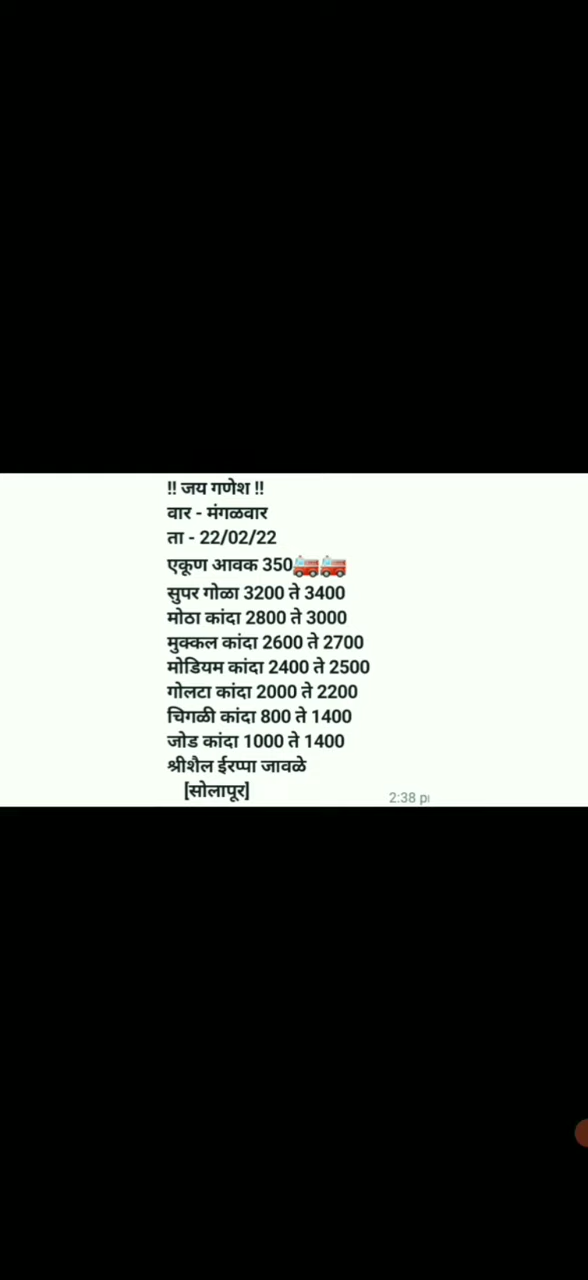 !! जय गणेश !!
वार - मंगळवार
ता - 22/02/22
एकूण आवक 350🚒🚒
सुपर गोळा 3200 ते 3400
मोठा कांदा 2800 ते 3000
मुक्कल कांदा 2600 ते 2700
मोडियम कांदा 2400 ते 2500
गोलटा कांदा 2000 ते 2200
चिगळी कांदा 800 ते 1400
जोड कांदा 1000 ते 1400
श्रीशैल ईरप्पा जावळे
[सोलापूर]
2:38 p